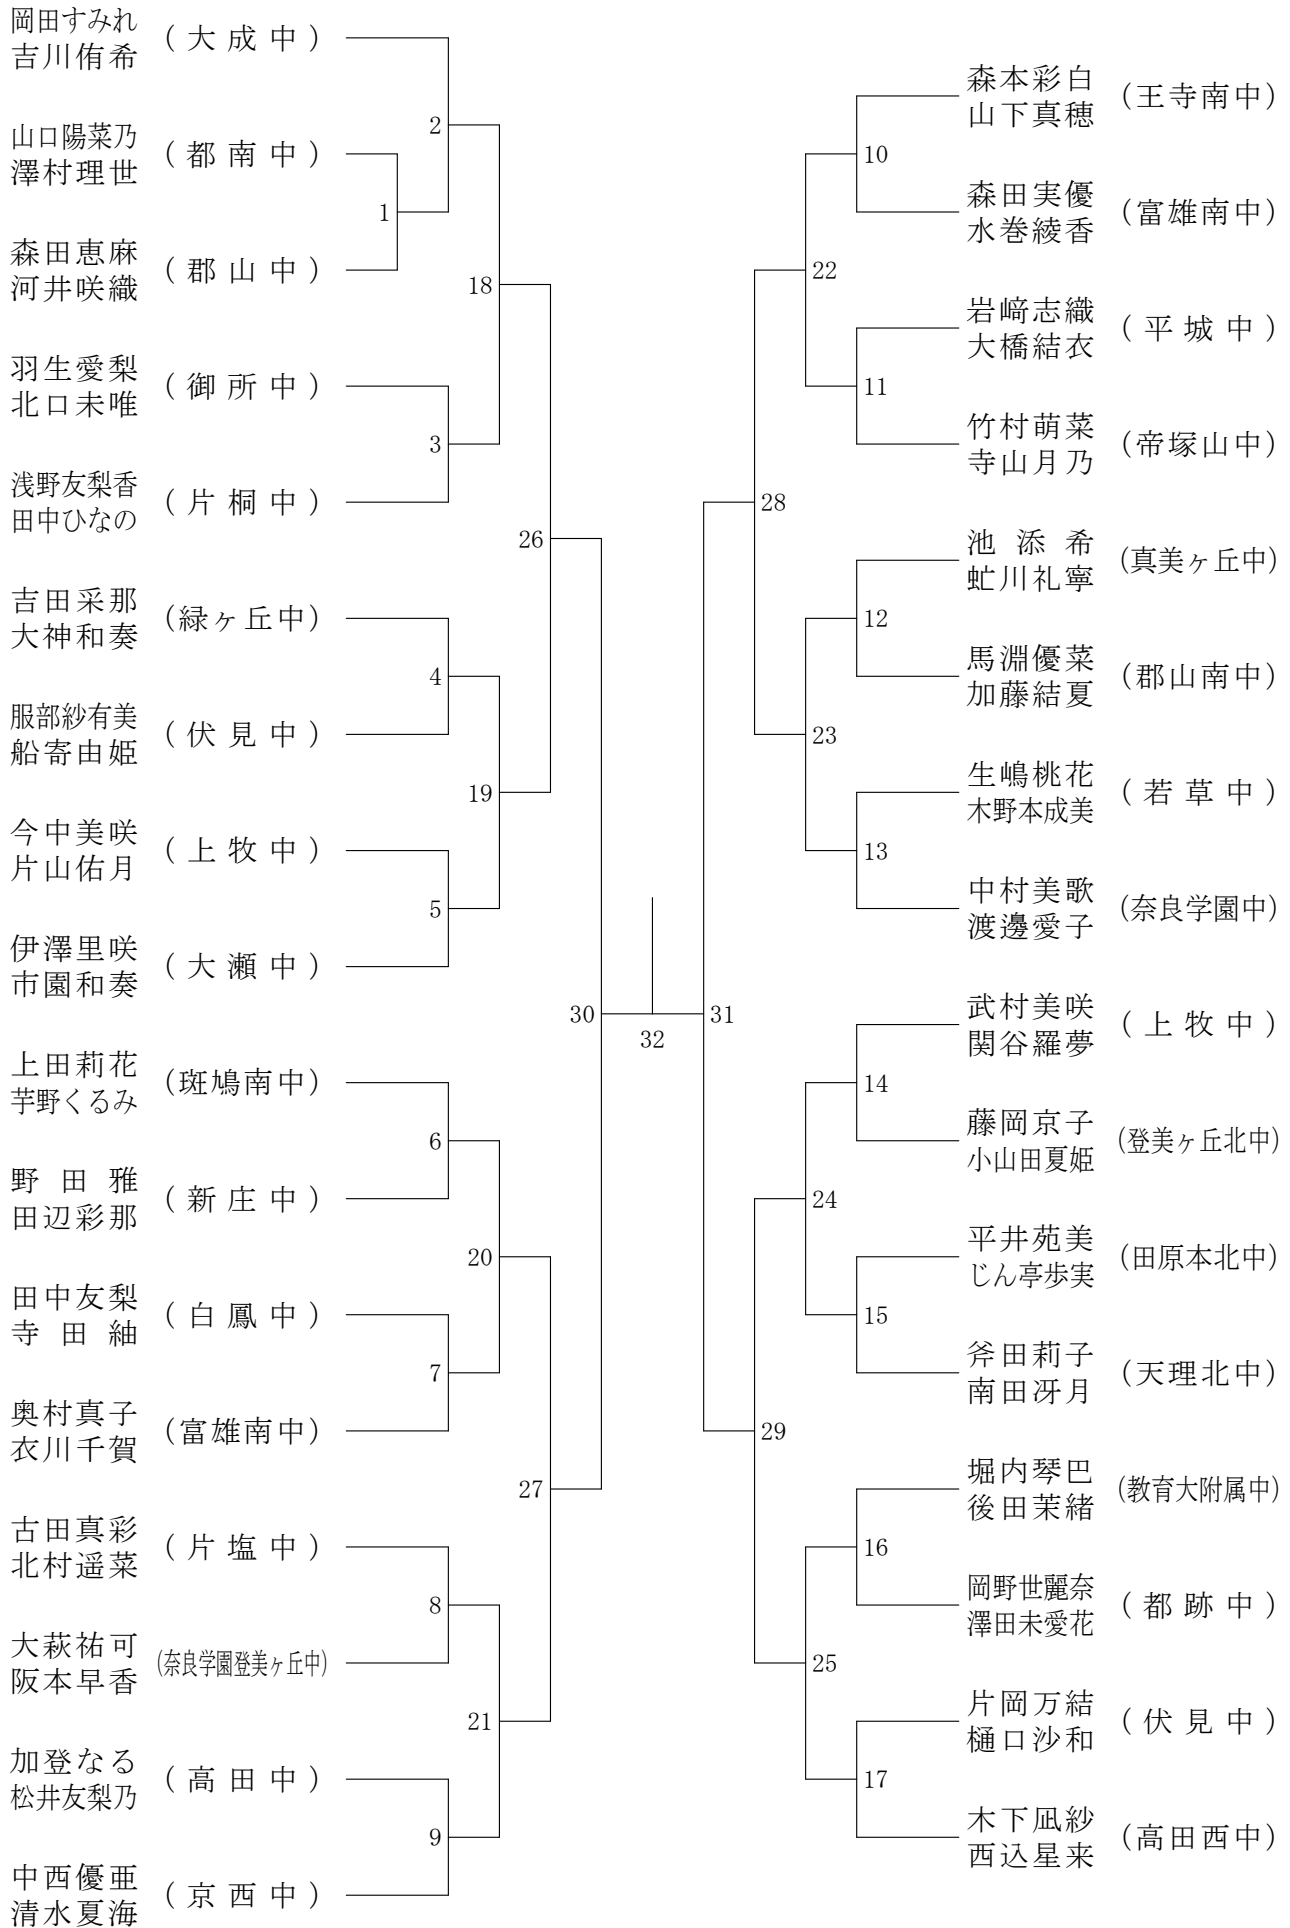 岡田すみれ
吉川侑希
(大成中)
山口陽菜乃
澤村理世
(都南中)
森田恵麻
河井咲織
(郡山中)
羽生愛梨
北口未唯
(御所中)
浅野友梨香
田中ひなの
(片桐中)
吉田采那
大神和奏
(緑ヶ丘中)
服部紗有美
船寄由姫
(伏見中)
今中美咲
片山佑月
(上牧中)
伊澤里咲
市園和奏
(大瀬中)
上田莉花
芋野くるみ
(斑鳩南中)
野田雅
田辺彩那
(新庄中)
田中友梨
寺田紬
(白鳳中)
奥村真子
衣川千賀
(富雄南中)
古田真彩
北村遥菜
(片塩中)
大萩祐可
阪本早香
(奈良学園登美ヶ丘中)
加登なる
松井友梨乃
(高田中)
中西優亜
清水夏海
(京西中)
1
2
3
4
5
6
7
8
9
18
19
20
21
26
27
30
32
31
28
29
22
23
24
25
10
11
12
13
14
15
16
17
森本彩白
山下真穂
(王寺南中)
森田実優
水巻綾香
(富雄南中)
岩﨑志織
大橋結衣
(平城中)
竹村萌菜
寺山月乃
(帝塚山中)
池添希
虻川礼寧
(真美ヶ丘中)
馬淵優菜
加藤結夏
(郡山南中)
生嶋桃花
木野本成美
(若草中)
中村美歌
渡邊愛子
(奈良学園中)
武村美咲
関谷羅夢
(上牧中)
藤岡京子
小山田夏姫
(登美ヶ丘北中)
平井苑美
じん亭歩実
(田原本北中)
斧田莉子
南田冴月
(天理北中)
堀内琴巴
後田茉緒
(教育大附属中)
岡野世麗奈
澤田未愛花
(都跡中)
片岡万結
樋口沙和
(伏見中)
木下凪紗
西込星来
(高田西中)